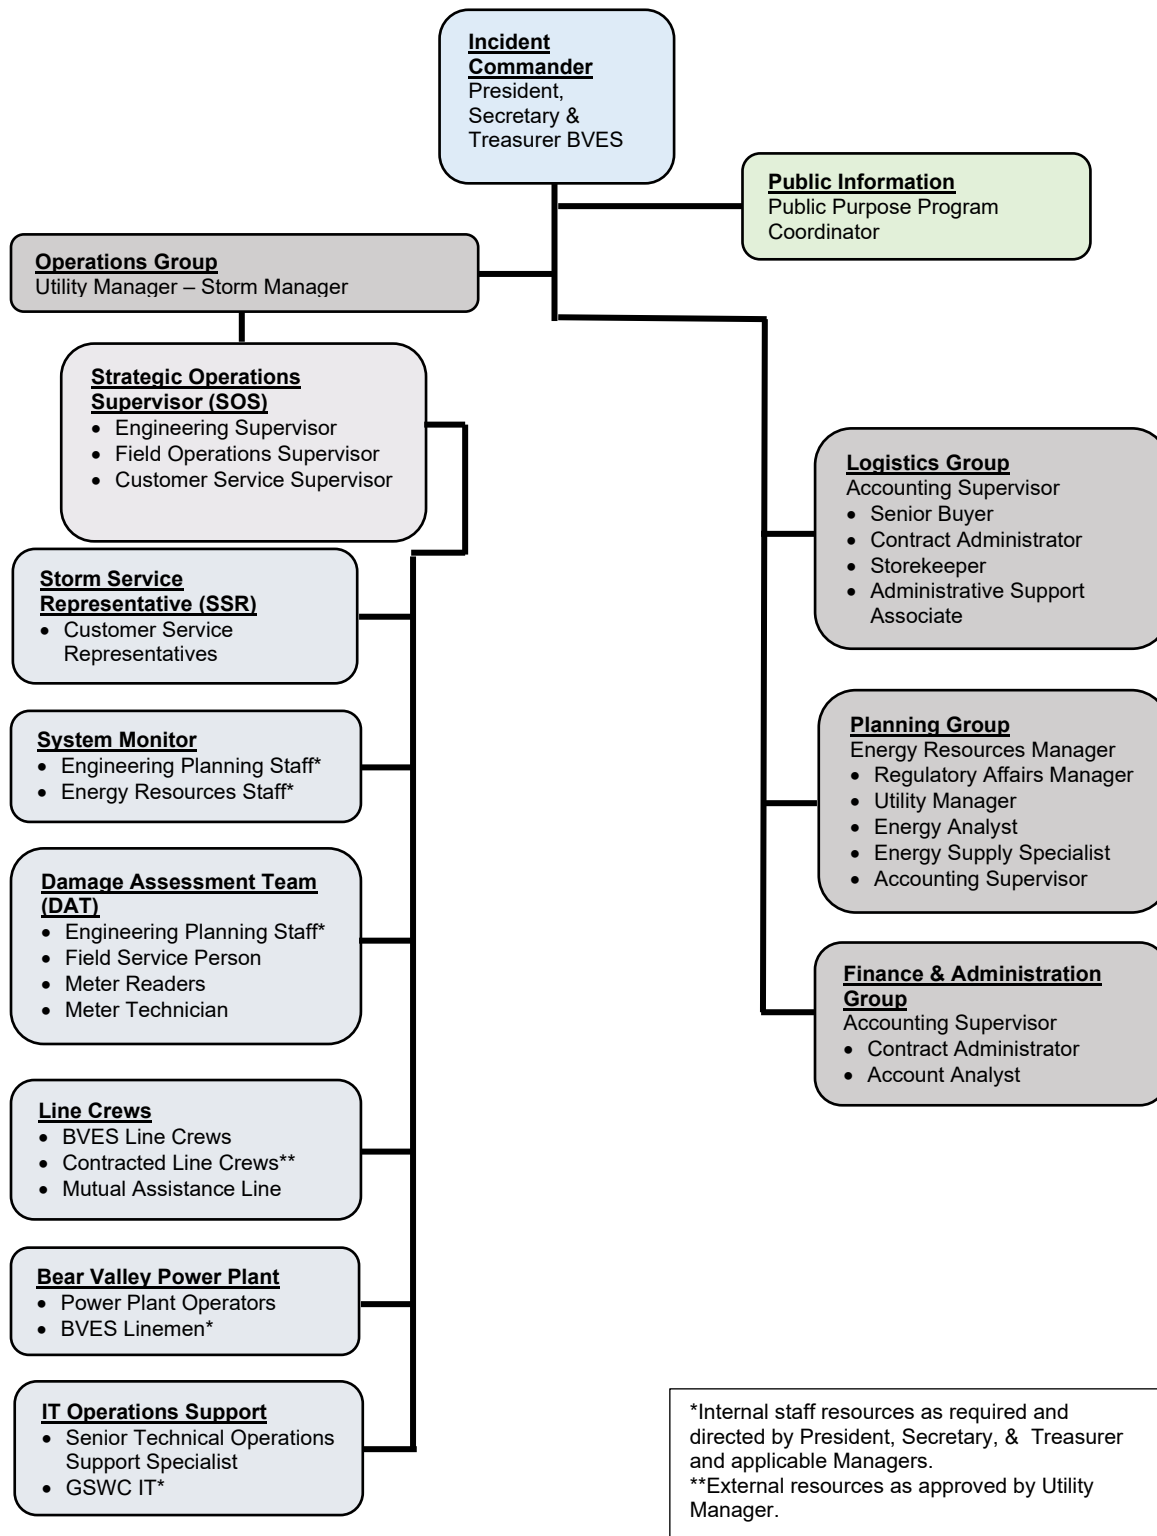 Incident
Commander
President,
Secretary &
Treasurer BVES
Public Information
Public Purpose Program
Coordinator
Operations Group
Utility Manager – Storm Manager
Strategic Operations
Supervisor (SOS)
• Engineering Supervisor
• Field Operations Supervisor
• Customer Service Supervisor
Storm Service
Representative (SSR)
• Customer Service
Representatives
System Monitor
• Engineering Planning Staff*
• Energy Resources Staff*
Damage Assessment Team
(DAT)
• Engineering Planning Staff*
• Field Service Person
• Meter Readers
• Meter Technician
Line Crews
• BVES Line Crews
• Contracted Line Crews**
• Mutual Assistance Line
Bear Valley Power Plant
• Power Plant Operators
• BVES Linemen*
IT Operations Support
• Senior Technical Operations
Support Specialist
• GSWC IT*
Logistics Group
Accounting Supervisor
• Senior Buyer
• Contract Administrator
• Storekeeper
• Administrative Support
Associate
Planning Group
Energy Resources Manager
• Regulatory Affairs Manager
• Utility Manager
• Energy Analyst
• Energy Supply Specialist
• Accounting Supervisor
Finance & Administration
Group
Accounting Supervisor
• Contract Administrator
• Account Analyst
*Internal staff resources as required and
directed by President, Secretary, & Treasurer
and applicable Managers.
**External resources as approved by Utility
Manager.